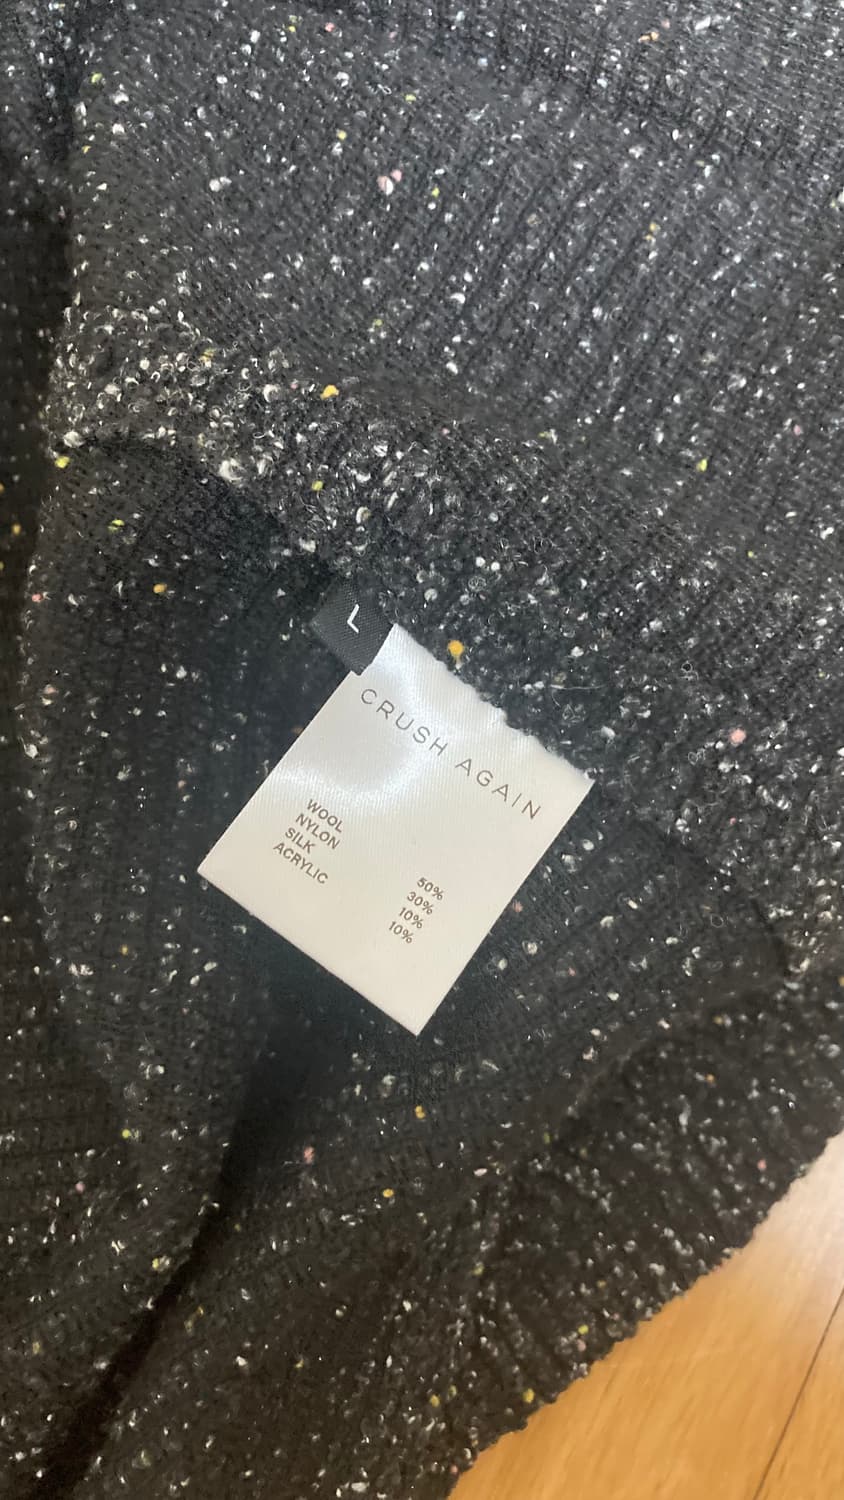 L
CRUSH AGAIN
WOOL 50%
NYLON 30%
SILK 10%
ACRYLIC 10%